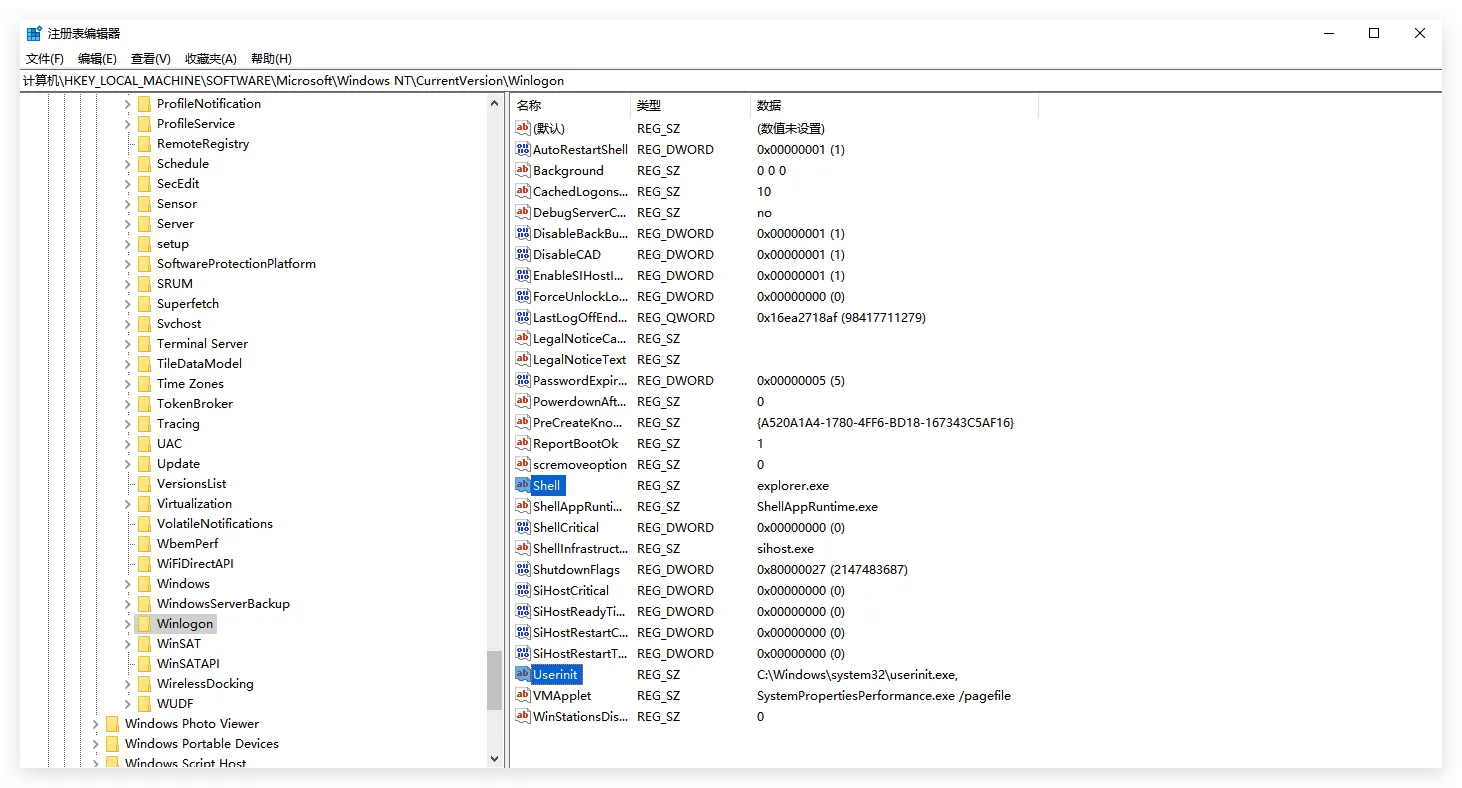 注册表编辑器
文件(F) 编辑(E) 查看(V) 收藏夹(A) 帮助(H)
计算机\HKEY_LOCAL_MACHINE\SOFTWARE\Microsoft\Windows NT\CurrentVersion\Winlogon
ProfileNotification
ProfileService
RemoteRegistry
Schedule
SecEdit
Sensor
Server
setup
SoftwareProtectionPlatform
SRUM
Superfetch
Svchost
Terminal Server
TileDataModel
Time Zones
TokenBroker
Tracing
UAC
Update
VersionsList
Virtualization
VolatileNotifications
WbemPerf
WiFiDirectAPI
Windows
WindowsServerBackup
Winlogon
WinSAT
WinSATAPI
WirelessDocking
WUDF
Windows Photo Viewer
Windows Portable Devices
Windows Script Host
名称 类型 数据
(默认) REG_SZ (数值未设置)
AutoRestartShell REG_DWORD 0x00000001 (1)
Background REG_SZ 0 0 0
CachedLogons... REG_SZ 10
DebugServerC... REG_SZ no
DisableBackBu... REG_DWORD 0x00000001 (1)
DisableCAD REG_DWORD 0x00000001 (1)
EnableSIHostI... REG_DWORD 0x00000001 (1)
ForceUnlockLo... REG_DWORD 0x00000000 (0)
LastLogOffEnd... REG_QWORD 0x16ea2718af (98417711279)
LegalNoticeCa... REG_SZ
LegalNoticeText REG_SZ
PasswordExpir... REG_DWORD 0x00000005 (5)
PowerdownAft... REG_SZ 0
PreCreateKno... REG_SZ {A520A1A4-1780-4FF6-BD18-167343C5AF16}
ReportBootOk REG_SZ 1
scremoveoption REG_SZ 0
Shell REG_SZ explorer.exe
ShellAppRunti... REG_SZ ShellAppRuntime.exe
ShellCritical REG_DWORD 0x00000000 (0)
ShellInfrastruct... REG_SZ sihost.exe
ShutdownFlags REG_DWORD 0x80000027 (2147483687)
SiHostCritical REG_DWORD 0x00000000 (0)
SiHostReadyTi... REG_DWORD 0x00000000 (0)
SiHostRestartC... REG_DWORD 0x00000000 (0)
SiHostRestartT... REG_DWORD 0x00000000 (0)
Userinit REG_SZ C:\Windows\system32\userinit.exe,
VMApplet REG_SZ SystemPropertiesPerformance.exe /pagefile
WinStationsDis... REG_SZ 0